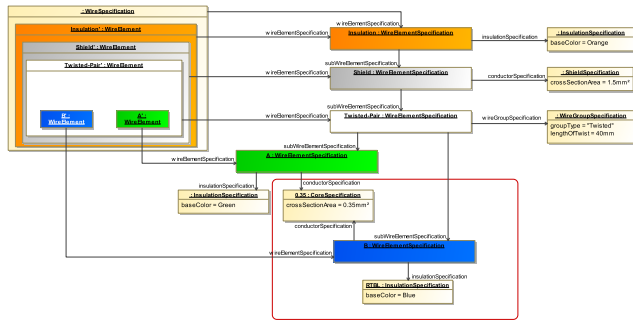 : WireSpecification
wireElementSpecification
Insulation' : WireElement
wireElementSpecification
Insulation : WireElementSpecification
insulationSpecification
: InsulationSpecification
baseColor = Orange
Shield' : WireElement
subWireElementSpecification
Twisted-Pair' : WireElement
wireElementSpecification
Shield : WireElementSpecification
conductorSpecification
: ShieldSpecification
crossSectionArea = 1.5mm²
subWireElementSpecification
B' :
WireElement
A' :
WireElement
wireElementSpecification
Twisted-Pair : WireElementSpecification
wireGroupSpecification
: WireGroupSpecification
groupType = "Twisted"
lengthOfTwist = 40mm
subWireElementSpecification
wireElementSpecification
A : WireElementSpecification
insulationSpecification
conductorSpecification
: InsulationSpecification
baseColor = Green
0.35 : CoreSpecification
crossSectionArea = 0.35mm²
conductorSpecification
subWireElementSpecification
wireElementSpecification
B : WireElementSpecification
insulationSpecification
RTBL : InsulationSpecification
baseColor = Blue